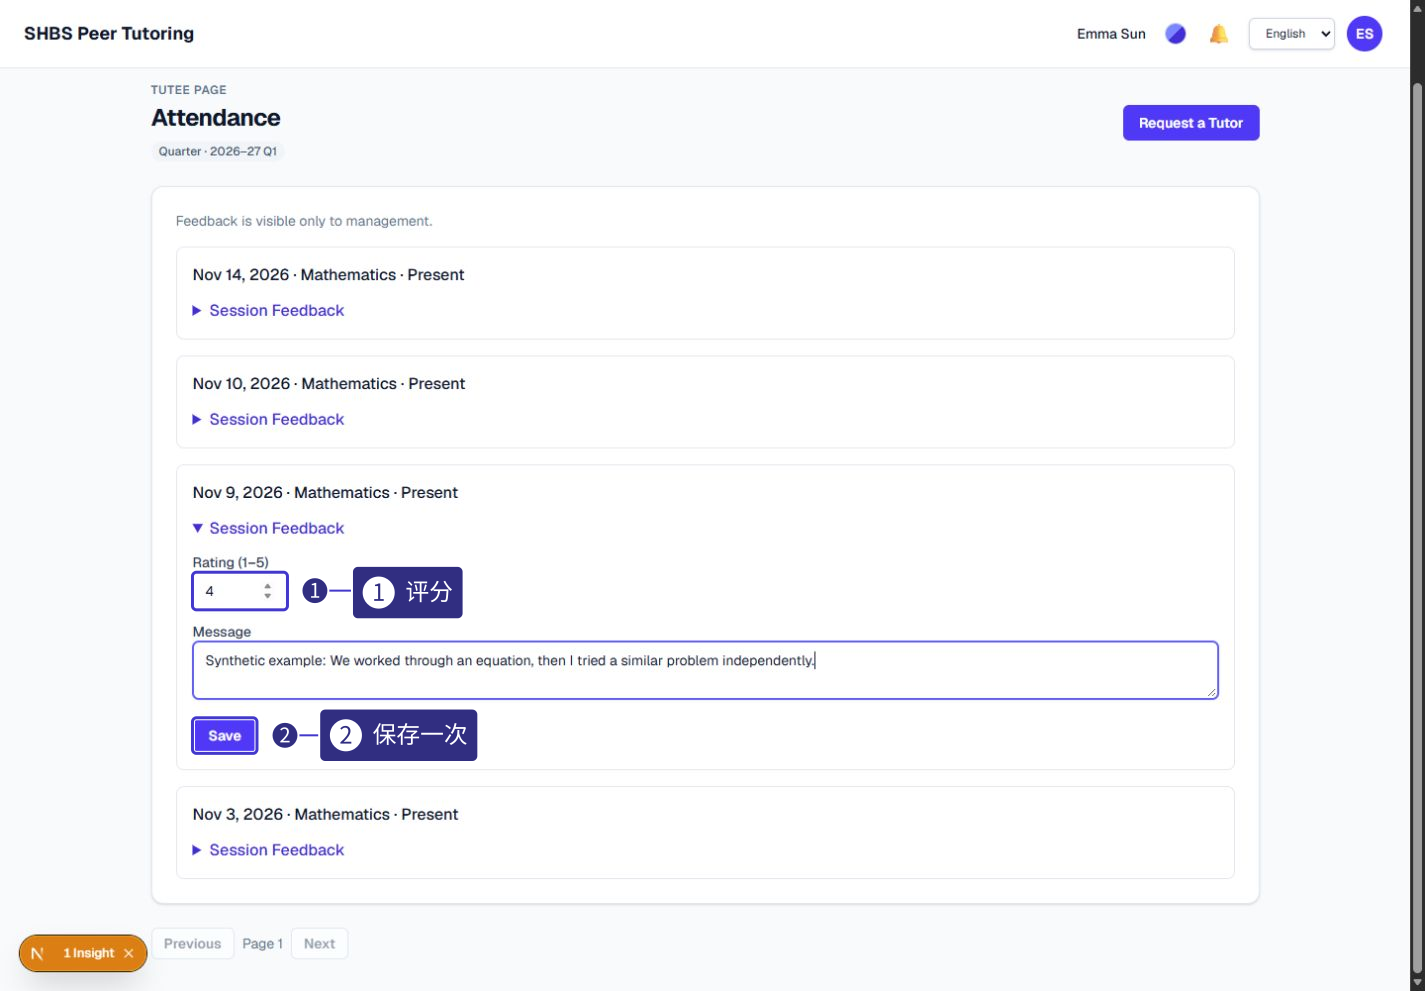 SHBS Peer Tutoring
Emma Sun
English
ES
TUTEE PAGE
Attendance
Quarter · 2026–27 Q1
Request a Tutor
Feedback is visible only to management.
Nov 14, 2026 · Mathematics · Present
Session Feedback
Nov 10, 2026 · Mathematics · Present
Session Feedback
Nov 9, 2026 · Mathematics · Present
Session Feedback
Rating (1–5)
4
1
1 评分
Message
Synthetic example: We worked through an equation, then I tried a similar problem independently.
Save
2
2 保存一次
Nov 3, 2026 · Mathematics · Present
Session Feedback
N 1 Insight ×
Previous Page 1 Next